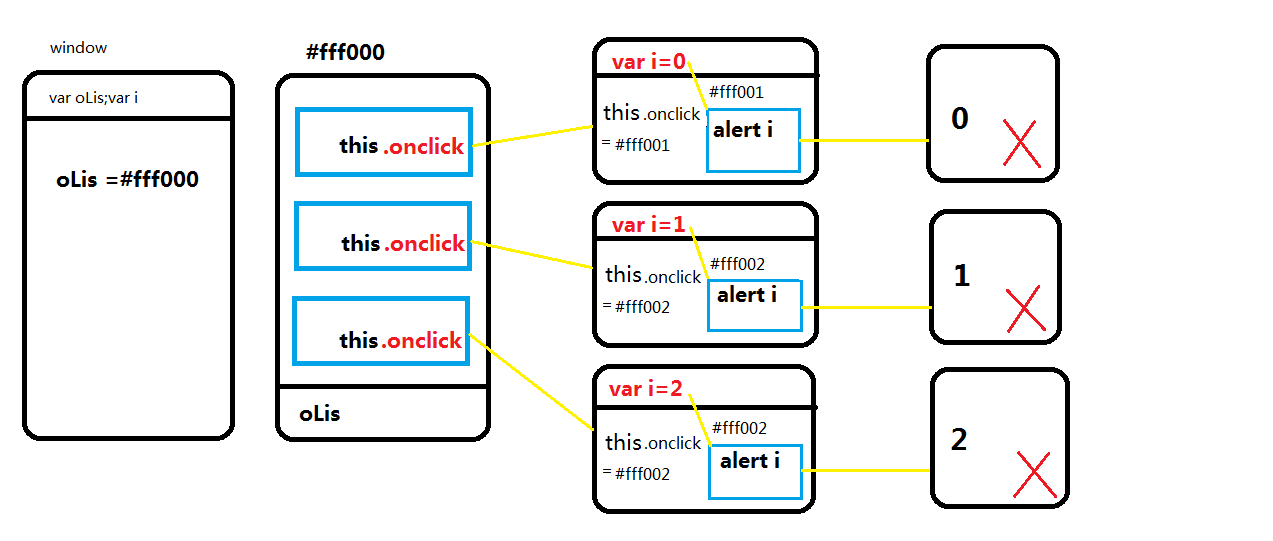 window
var oLis;var i
oLis =#fff000
#fff000
this .onclick
this .onclick
this .onclick
oLis
var i=0
#fff001
this .onclick
= #fff001
alert i
0
var i=1
#fff002
this .onclick
= #fff002
alert i
1
var i=2
#fff002
this .onclick
= #fff002
alert i
2